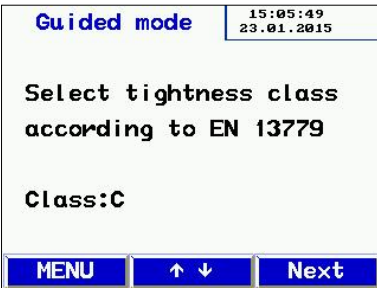 Guided mode
15:05:49
23.01.2015
Select tightness class
according to EN 13779
Class:C
MENU ↑ ↓ Next